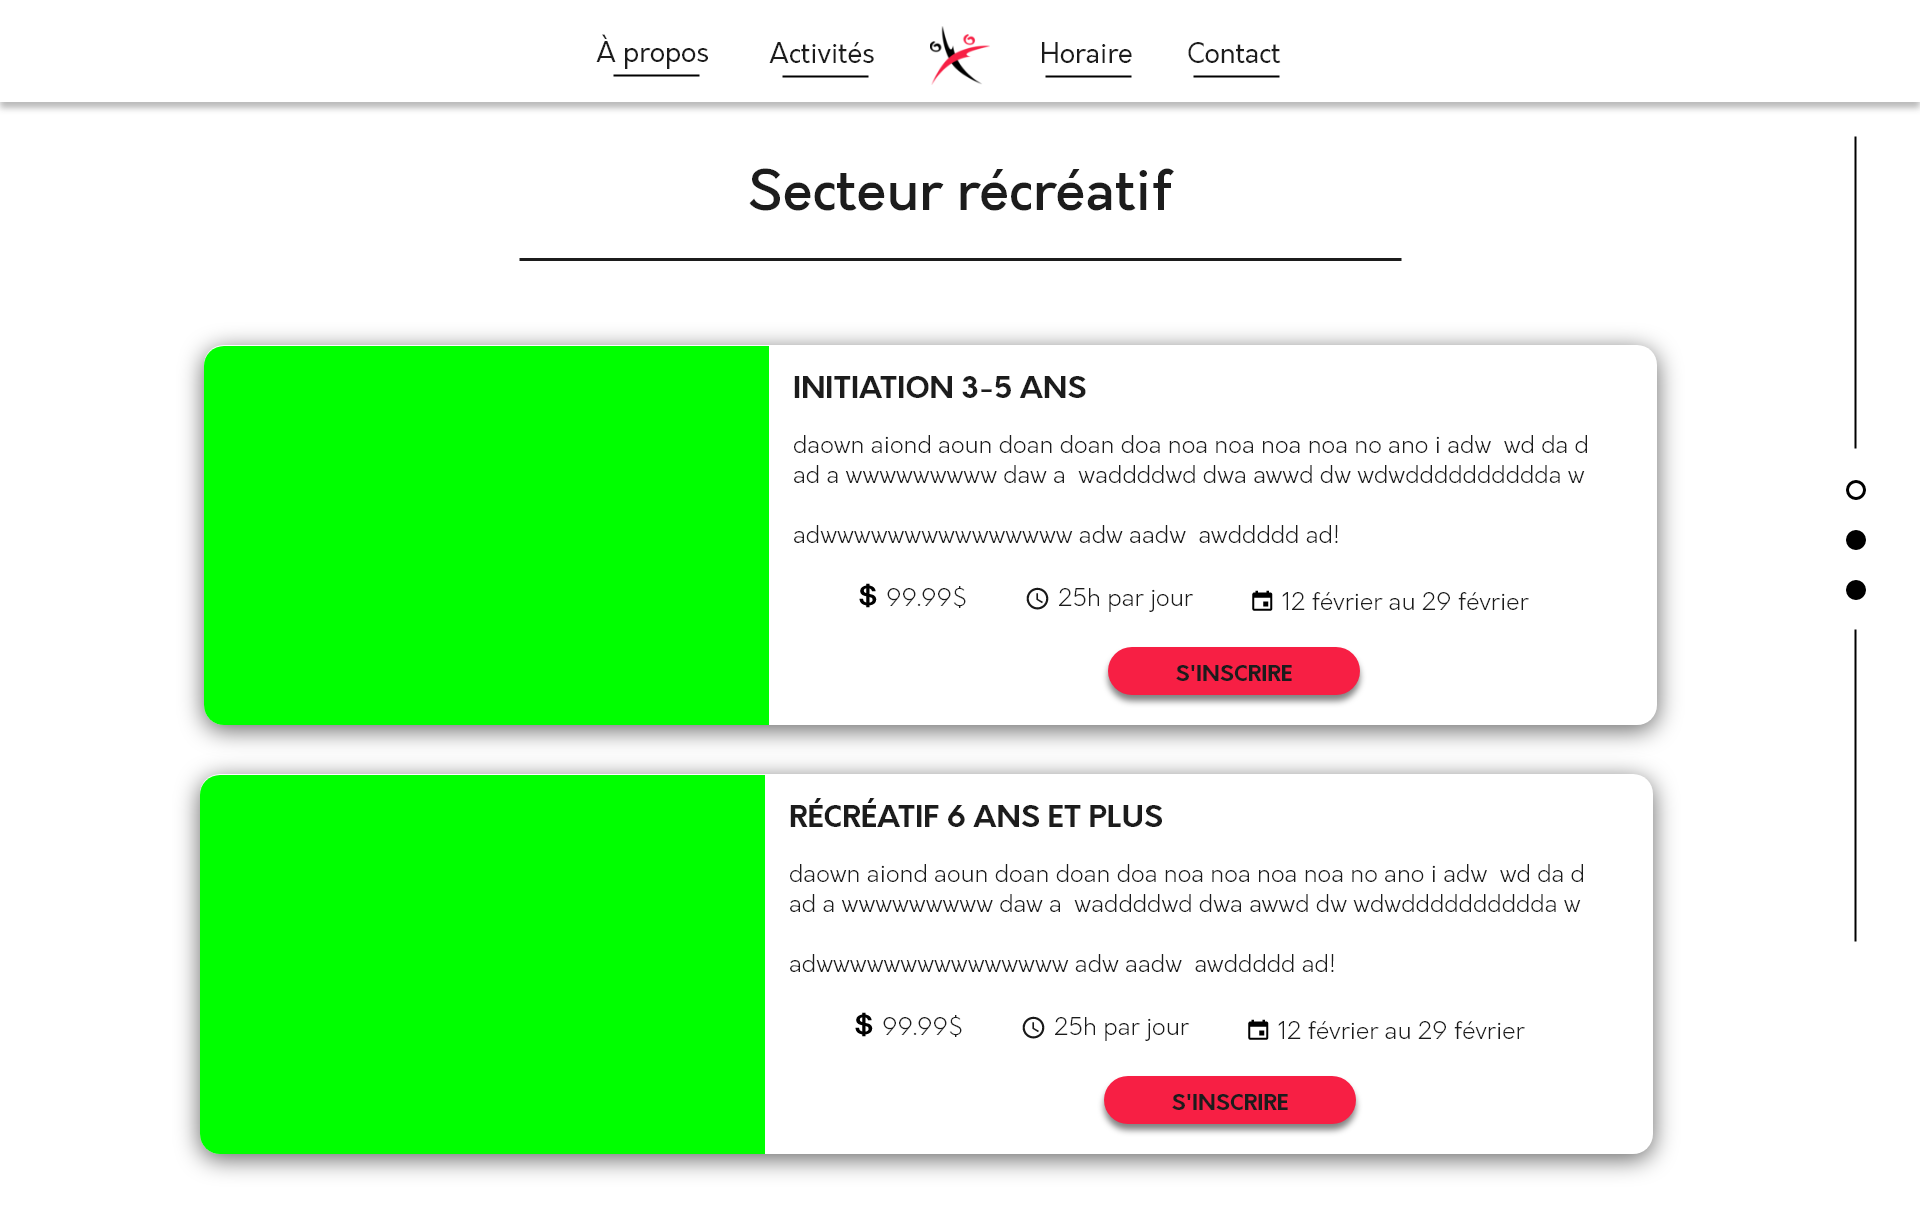 À propos Activités Horaire Contact
Secteur récréatif
INITIATION 3-5 ANS
daown aiond aoun doan doan doa noa noa noa noa no ano i adw  wd da d
ad a wwwwwwwww daw a  waddddwd dwa awwd dw wdwddddddddddda w
adwwwwwwwwwwwwwww adw aadw  awddddd ad!
$ 99.99$ 25h par jour 12 février au 29 février
S'INSCRIRE
RÉCRÉATIF 6 ANS ET PLUS
daown aiond aoun doan doan doa noa noa noa noa no ano i adw  wd da d
ad a wwwwwwwww daw a  waddddwd dwa awwd dw wdwddddddddddda w
adwwwwwwwwwwwwwww adw aadw  awddddd ad!
$ 99.99$ 25h par jour 12 février au 29 février
S'INSCRIRE